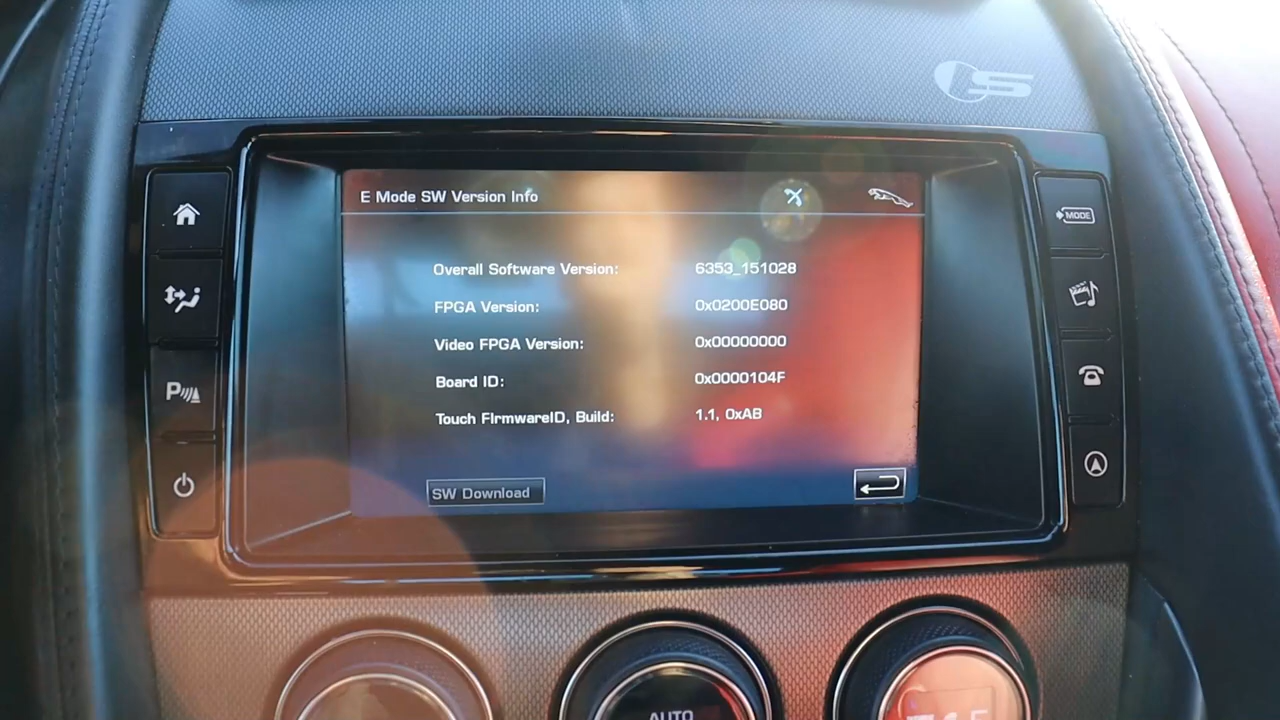 S
E Mode SW Version Info
MODE
Overall Software Version: 6353_151028
FPGA Version: 0x0200E080
Video FPGA Version: 0x00000000
Board ID: 0x0000104F
Touch FIrmwareID, Build: 1.1, 0xAB
P
SW Download
AUTO